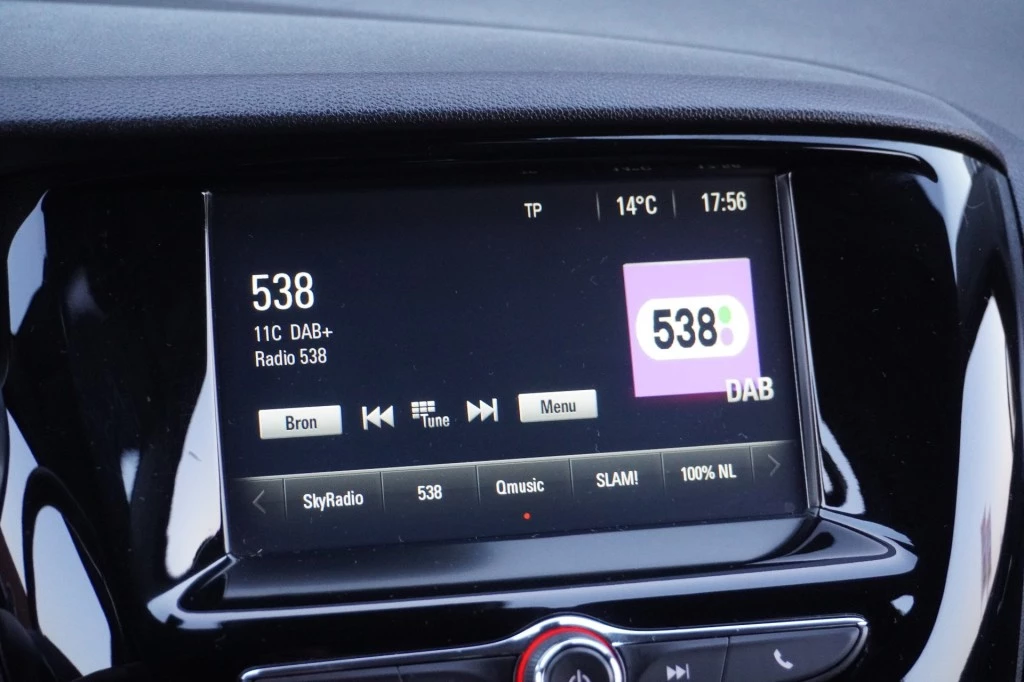 TP 14°C 17:56
538
11C DAB+
Radio 538
538
DAB
Bron Tune Menu
SkyRadio 538 Qmusic SLAM! 100% NL